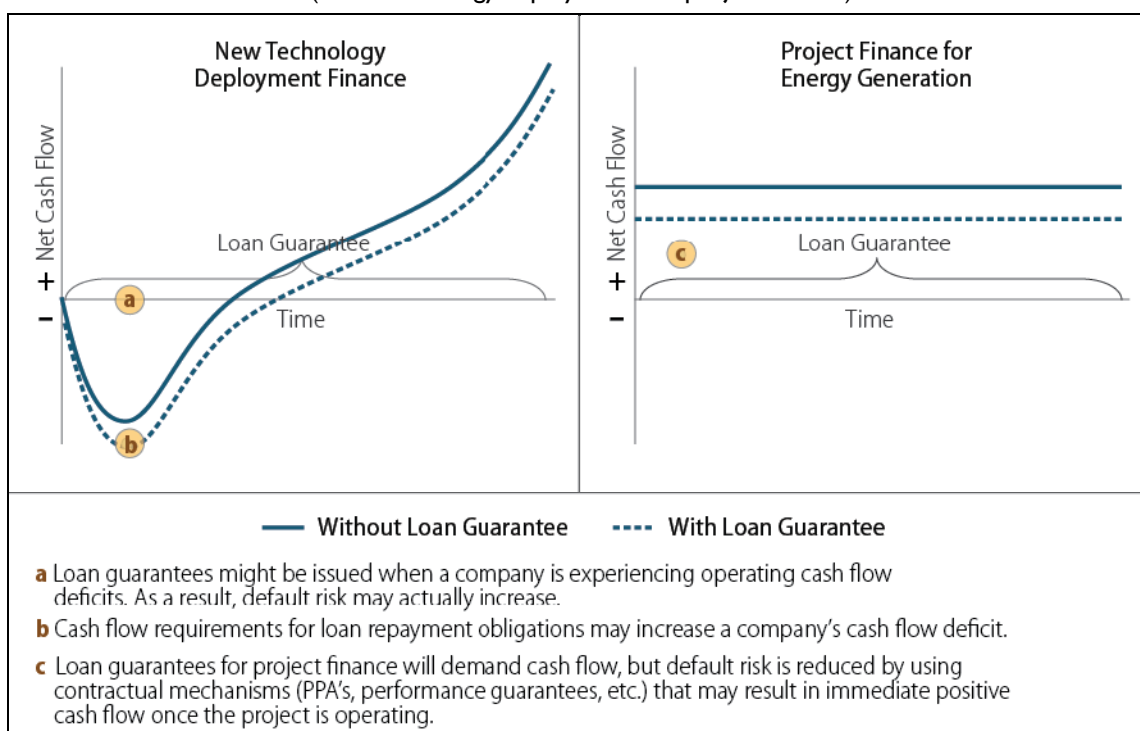 New Technology
Deployment Finance
Net Cash Flow
+
−
Loan Guarantee
a
Time
b
Project Finance for
Energy Generation
Net Cash Flow
+
−
c
Loan Guarantee
Time
Without Loan Guarantee
With Loan Guarantee
a Loan guarantees might be issued when a company is experiencing operating cash flow
deficits. As a result, default risk may actually increase.
b Cash flow requirements for loan repayment obligations may increase a company's cash flow deficit.
c Loan guarantees for project finance will demand cash flow, but default risk is reduced by using
contractual mechanisms (PPA's, performance guarantees, etc.) that may result in immediate positive
cash flow once the project is operating.